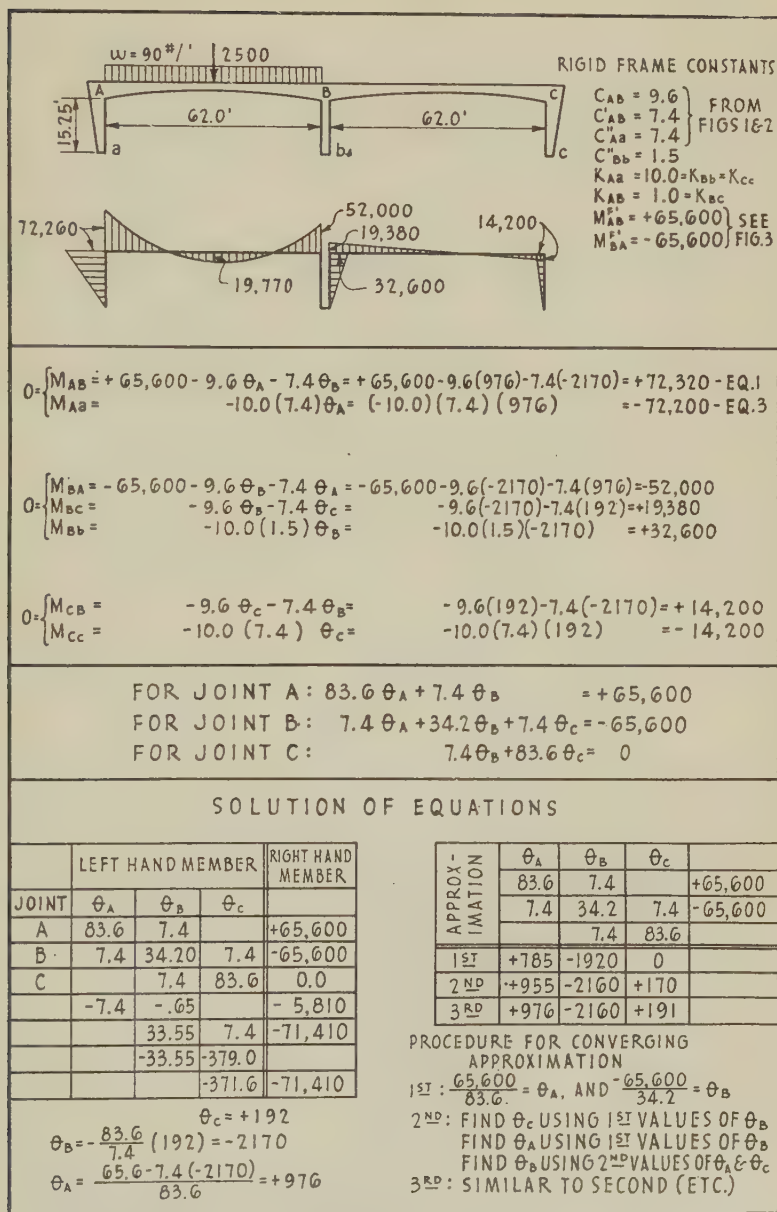 w = 90#/' 2500
A B C
15.25' 62.0' 62.0'
a b c
RIGID FRAME CONSTANTS
C_AB = 9.6
C'_AB = 7.4
C"_Aa = 7.4
FROM FIGS 1&2
C"_Bb = 1.5
K_Aa = 10.0 = K_Bb = K_Cc
K_AB = 1.0 = K_BC
M^F'_AB = +65,600
M^F'_BA = -65,600
SEE FIG.3
72,260 52,000 19,380 14,200
19,770 32,600
0= { M_AB = +65,600 - 9.6 θ_A - 7.4 θ_B = +65,600-9.6(976)-7.4(-2170)=+72,320 - EQ.1
M_Aa = -10.0(7.4)θ_A = (-10.0)(7.4)(976) =-72,200 - EQ.3
0= { M_BA = -65,600 - 9.6 θ_B - 7.4 θ_A = -65,600-9.6(-2170)-7.4(976)=-52,000
M_BC = -9.6 θ_B - 7.4 θ_C = -9.6(-2170)-7.4(192)=+19,380
M_Bb = -10.0(1.5)θ_B = -10.0(1.5)(-2170) =+32,600
0= { M_CB = -9.6 θ_C - 7.4 θ_B = -9.6(192)-7.4(-2170)=+14,200
M_Cc = -10.0 (7.4) θ_C = -10.0(7.4)(192) =-14,200
FOR JOINT A: 83.6 θ_A + 7.4 θ_B = +65,600
FOR JOINT B: 7.4 θ_A + 34.2 θ_B + 7.4 θ_C = -65,600
FOR JOINT C: 7.4 θ_B + 83.6 θ_C = 0
SOLUTION OF EQUATIONS
LEFT HAND MEMBER RIGHT HAND MEMBER
JOINT θ_A θ_B θ_C
A 83.6 7.4 +65,600
B 7.4 34.20 7.4 -65,600
C 7.4 83.6 0.0
-7.4 -.65 -5,810
33.55 7.4 -71,410
-33.55 -379.0
-371.6 -71,410
θ_C = +192
θ_B = -83.6/7.4 (192) = -2170
θ_A = 65,6-7.4(-2170)/83.6 = +976
APPROX-IMATION θ_A θ_B θ_C
83.6 7.4 +65,600
7.4 34.2 7.4 -65,600
7.4 83.6
1ST +785 -1920 0
2ND +955 -2160 +170
3RD +976 -2160 +191
PROCEDURE FOR CONVERGING
APPROXIMATION
1ST: 65,600/83.6 = θ_A, AND -65,600/34.2 = θ_B
2ND: FIND θ_C USING 1ST VALUES OF θ_B
FIND θ_A USING 1ST VALUES OF θ_B
FIND θ_B USING 2ND VALUES OF θ_A & θ_C
3RD: SIMILAR TO SECOND (ETC.)